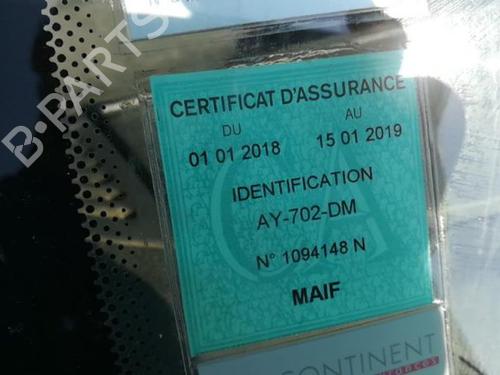 CERTIFICAT D'ASSURANCE
DU
AU
01 01 2018
15 01 2019
IDENTIFICATION
AY-702-DM
N° 1094148 N
MAIF
CONTINENT
B-PARTS